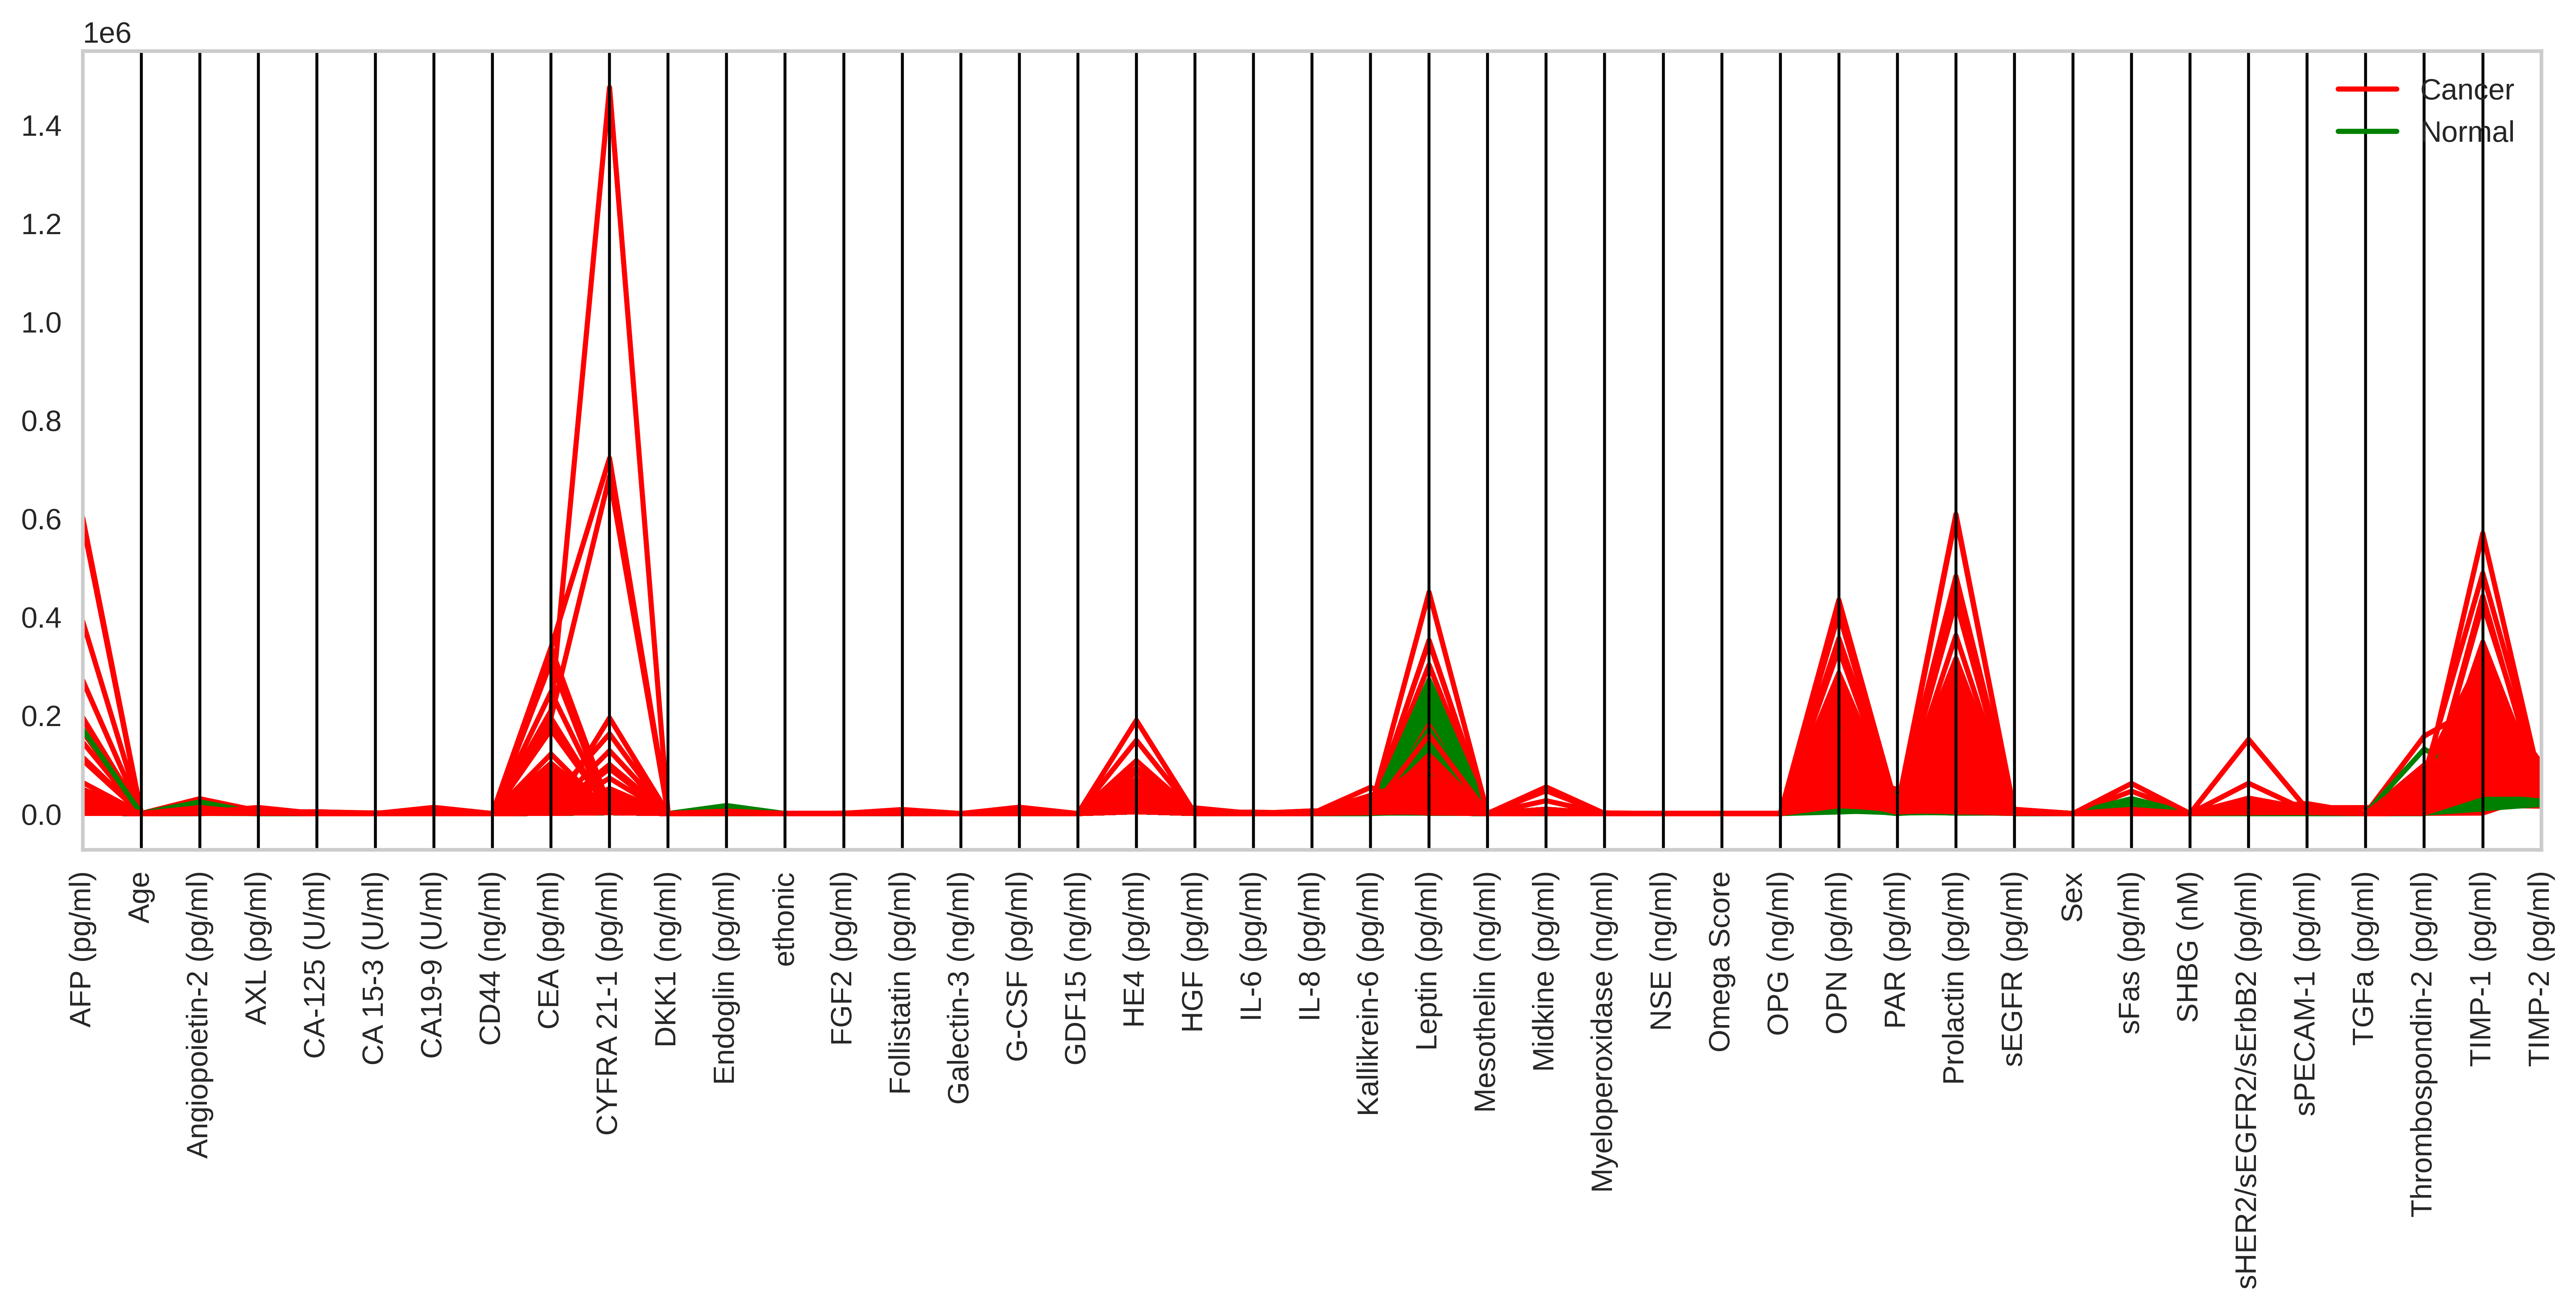 1e6
1.4
1.2
1.0
0.8
0.6
0.4
0.2
0.0
Cancer
Normal
AFP (pg/ml)
Age
Angiopoietin-2 (pg/ml)
AXL (pg/ml)
CA-125 (U/ml)
CA 15-3 (U/ml)
CA19-9 (U/ml)
CD44 (ng/ml)
CEA (pg/ml)
CYFRA 21-1 (pg/ml)
DKK1 (ng/ml)
Endoglin (pg/ml)
ethonic
FGF2 (pg/ml)
Follistatin (pg/ml)
Galectin-3 (ng/ml)
G-CSF (pg/ml)
GDF15 (ng/ml)
HE4 (pg/ml)
HGF (pg/ml)
IL-6 (pg/ml)
IL-8 (pg/ml)
Kallikrein-6 (pg/ml)
Leptin (pg/ml)
Mesothelin (ng/ml)
Midkine (pg/ml)
Myeloperoxidase (ng/ml)
NSE (ng/ml)
Omega Score
OPG (ng/ml)
OPN (pg/ml)
PAR (pg/ml)
Prolactin (pg/ml)
sEGFR (pg/ml)
Sex
sFas (pg/ml)
SHBG (nM)
sHER2/sEGFR2/sErbB2 (pg/ml)
sPECAM-1 (pg/ml)
TGFa (pg/ml)
Thrombospondin-2 (pg/ml)
TIMP-1 (pg/ml)
TIMP-2 (pg/ml)